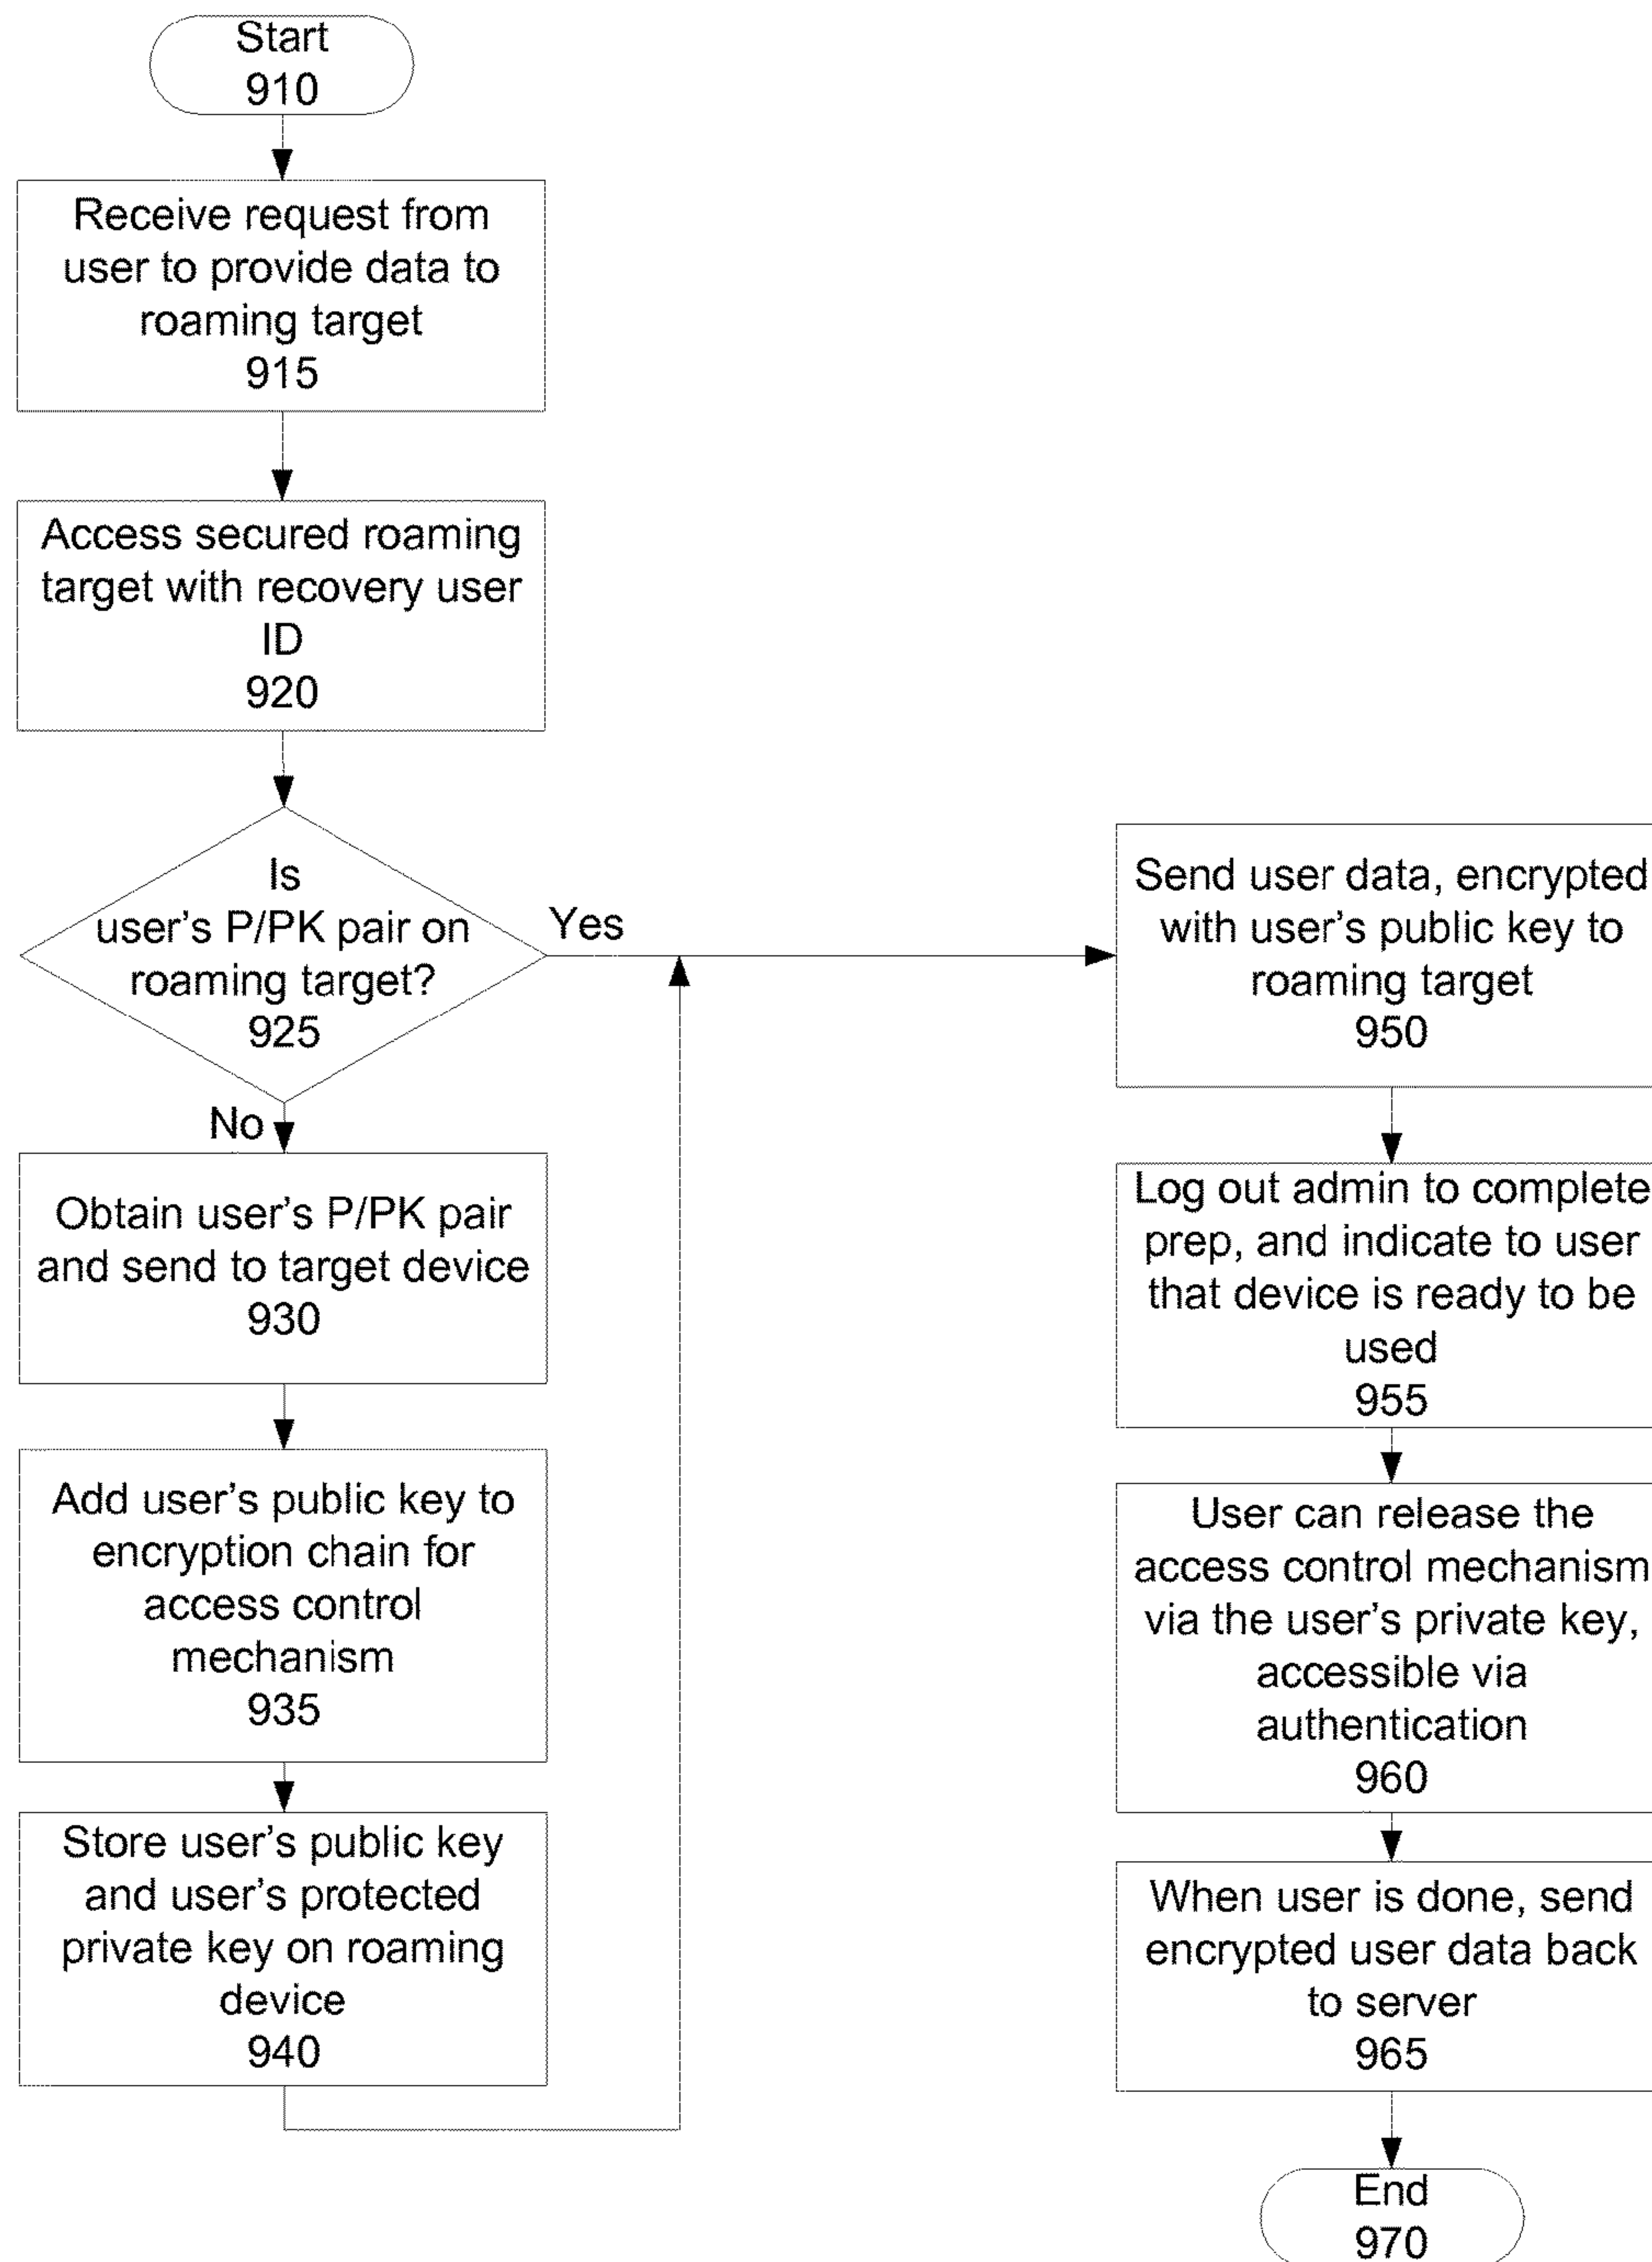 Start
910
Receive request from
user to provide data to
roaming target
915
Access secured roaming
target with recovery user
ID
920
Is
user's P/PK pair on
roaming target?
925
Yes
No
Obtain user's P/PK pair
and send to target device
930
Add user's public key to
encryption chain for
access control
mechanism
935
Store user's public key
and user's protected
private key on roaming
device
940
Send user data, encrypted
with user's public key to
roaming target
950
Log out admin to complete
prep, and indicate to user
that device is ready to be
used
955
User can release the
access control mechanism
via the user's private key,
accessible via
authentication
960
When user is done, send
encrypted user data back
to server
965
End
970